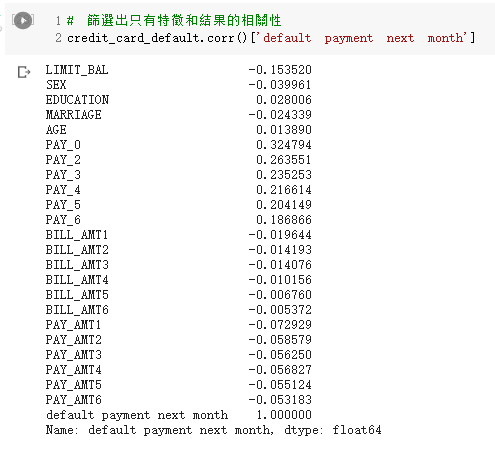 1 # 篩選出只有特徵和結果的相關性
2 credit_card_default.corr()['default payment next month']
LIMIT_BAL -0.153520
SEX -0.039961
EDUCATION 0.028006
MARRIAGE -0.024339
AGE 0.013890
PAY_0 0.324794
PAY_2 0.263551
PAY_3 0.235253
PAY_4 0.216614
PAY_5 0.204149
PAY_6 0.186866
BILL_AMT1 -0.019644
BILL_AMT2 -0.014193
BILL_AMT3 -0.014076
BILL_AMT4 -0.010156
BILL_AMT5 -0.006760
BILL_AMT6 -0.005372
PAY_AMT1 -0.072929
PAY_AMT2 -0.058579
PAY_AMT3 -0.056250
PAY_AMT4 -0.056827
PAY_AMT5 -0.055124
PAY_AMT6 -0.053183
default payment next month 1.000000
Name: default payment next month, dtype: float64